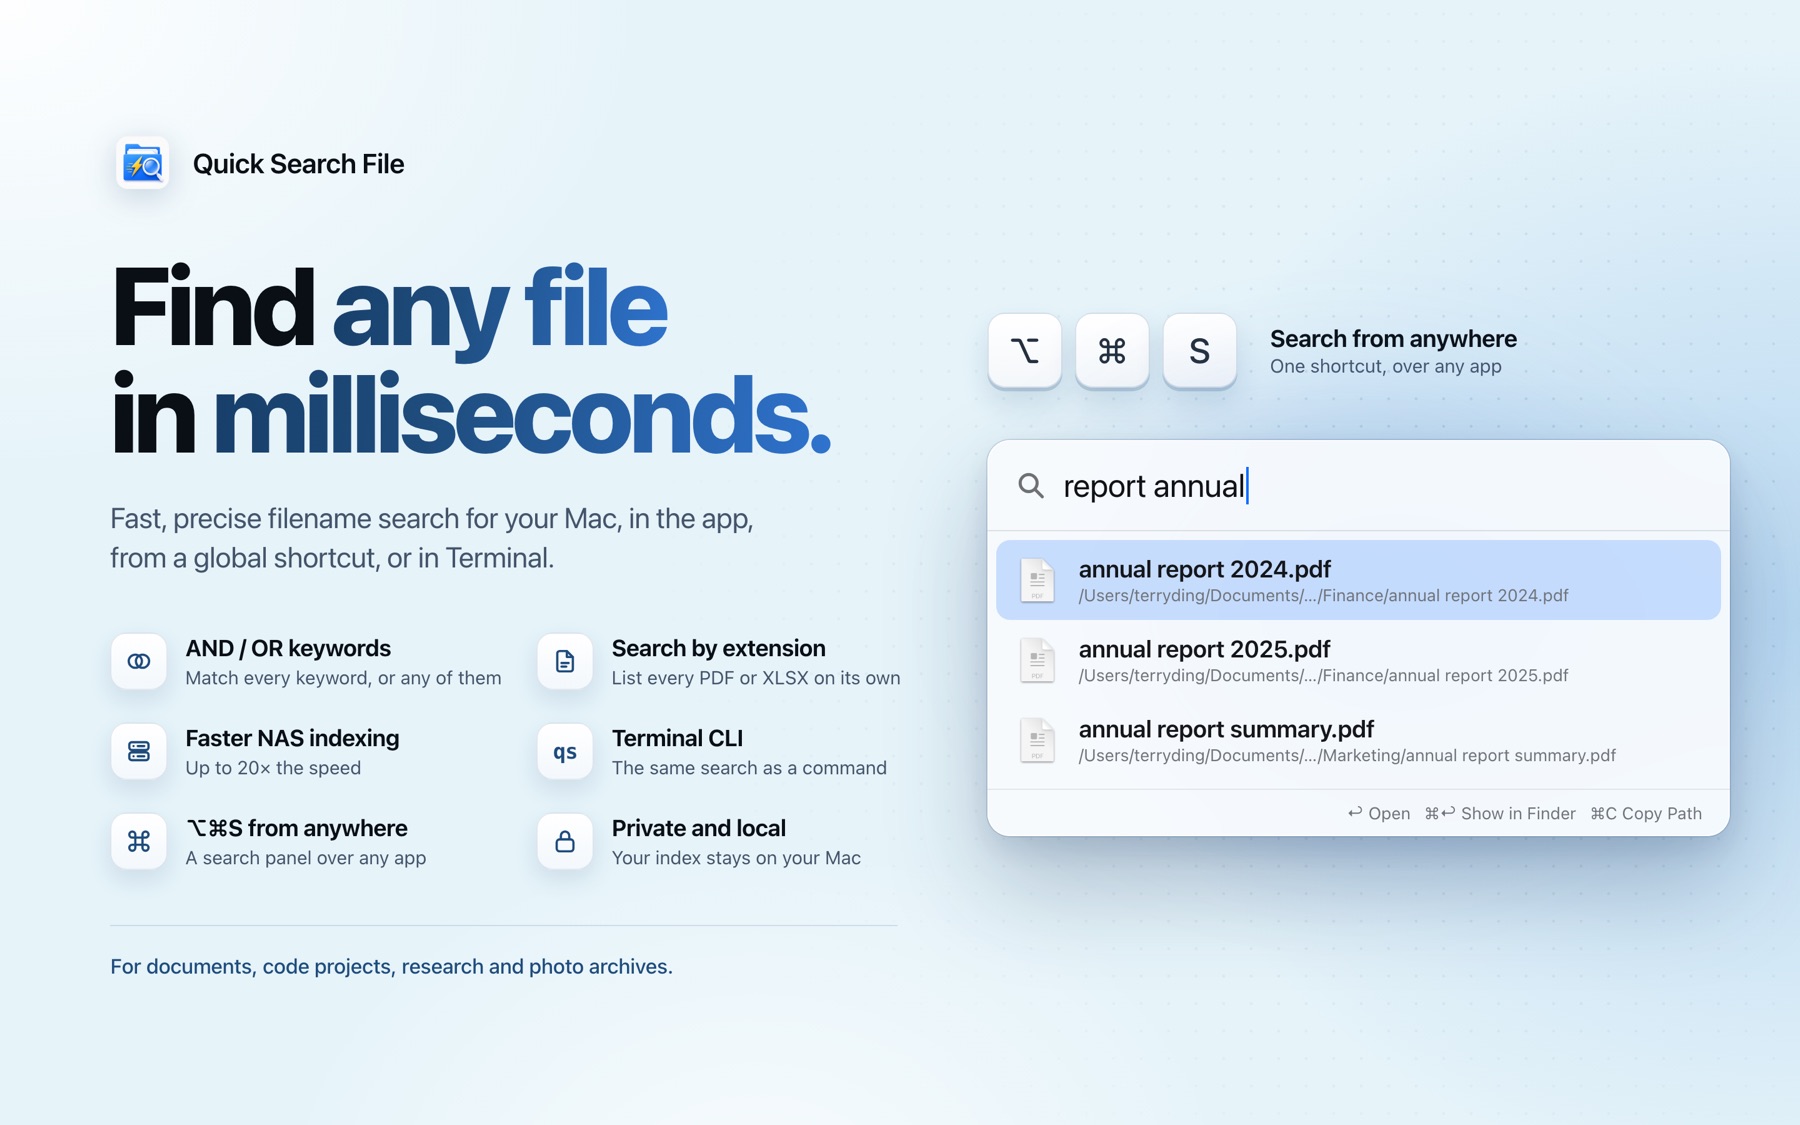 Quick Search File
Find any file
in milliseconds.
Fast, precise filename search for your Mac, in the app,
from a global shortcut, or in Terminal.
AND / OR keywords
Match every keyword, or any of them
Search by extension
List every PDF or XLSX on its own
Faster NAS indexing
Up to 20× the speed
qs
Terminal CLI
The same search as a command
⌥⌘S from anywhere
A search panel over any app
Private and local
Your index stays on your Mac
For documents, code projects, research and photo archives.
⌥ ⌘ S
Search from anywhere
One shortcut, over any app
report annual
PDF
annual report 2024.pdf
/Users/terryding/Documents/.../Finance/annual report 2024.pdf
PDF
annual report 2025.pdf
/Users/terryding/Documents/.../Finance/annual report 2025.pdf
PDF
annual report summary.pdf
/Users/terryding/Documents/.../Marketing/annual report summary.pdf
↩ Open ⌘↩ Show in Finder ⌘C Copy Path